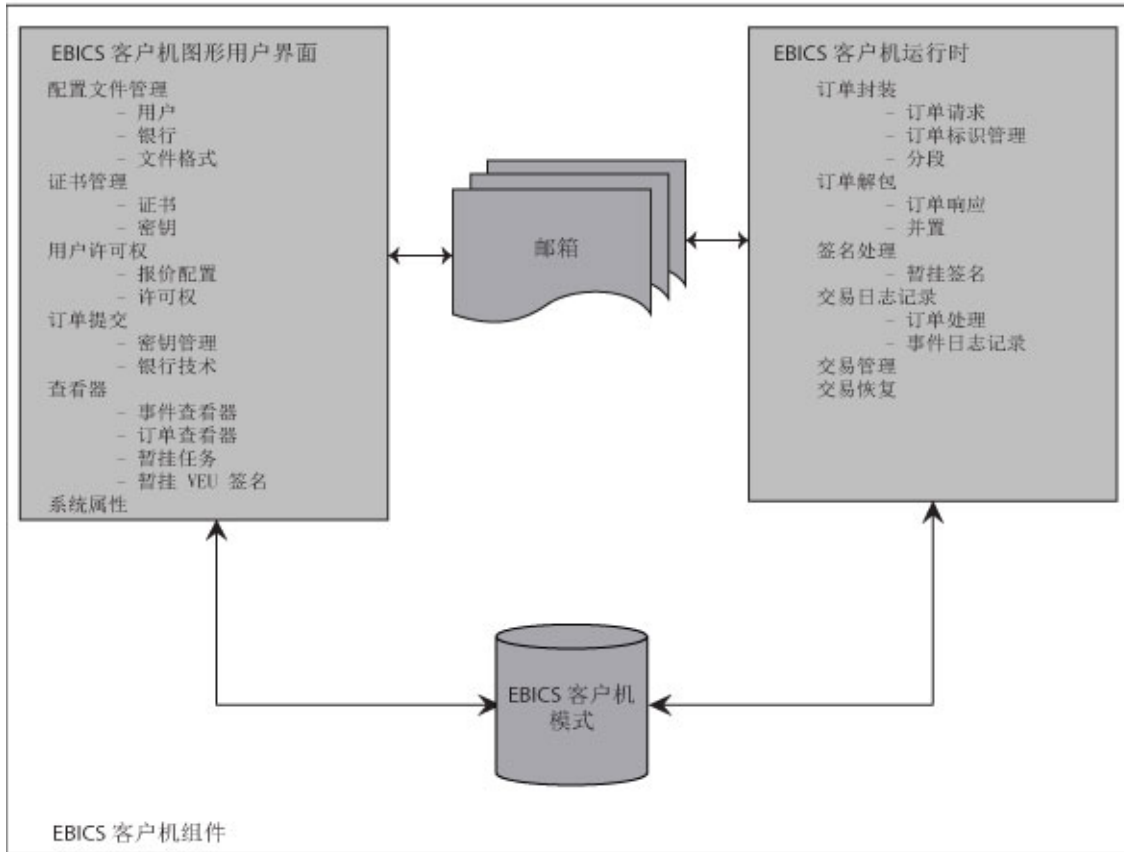 EBICS 客户机图形用户界面
配置文件管理
– 用户
– 银行
– 文件格式
证书管理
– 证书
– 密钥
用户许可权
– 报价配置
– 许可权
订单提交
– 密钥管理
– 银行技术
查看器
– 事件查看器
– 订单查看器
– 暂挂任务
– 暂挂 VEU 签名
系统属性
邮箱
EBICS 客户机运行时
订单封装
– 订单请求
– 订单标识管理
– 分段
订单解包
– 订单响应
– 并置
签名处理
– 暂挂签名
交易日志记录
– 订单处理
– 事件日志记录
交易管理
交易恢复
EBICS 客户机
模式
EBICS 客户机组件